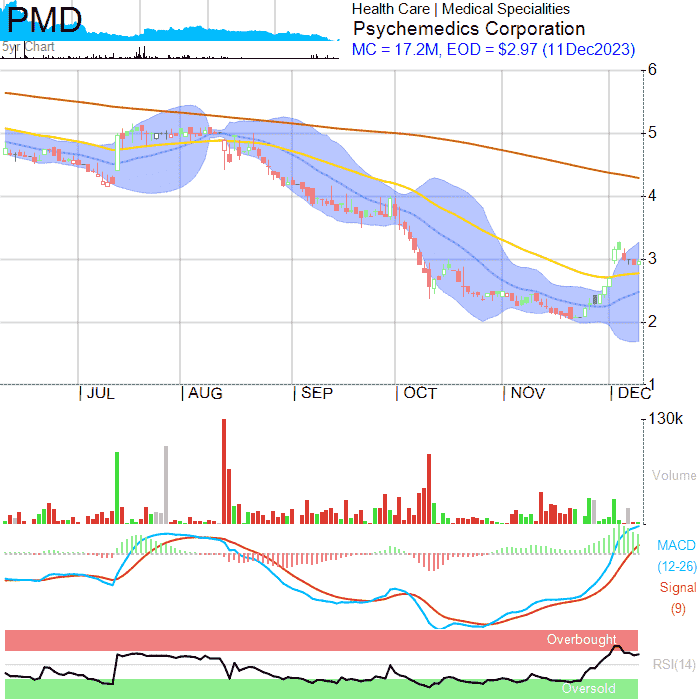 PMD
5yr Chart
Health Care | Medical Specialities
Psychemedics Corporation
MC = 17.2M, EOD = $2.97 (11Dec2023)
6
5
4
3
2
1
JUL
AUG
SEP
OCT
NOV
DEC
130k
Volume
MACD
(12-26)
Signal
(9)
Overbought
RSI(14)
Oversold